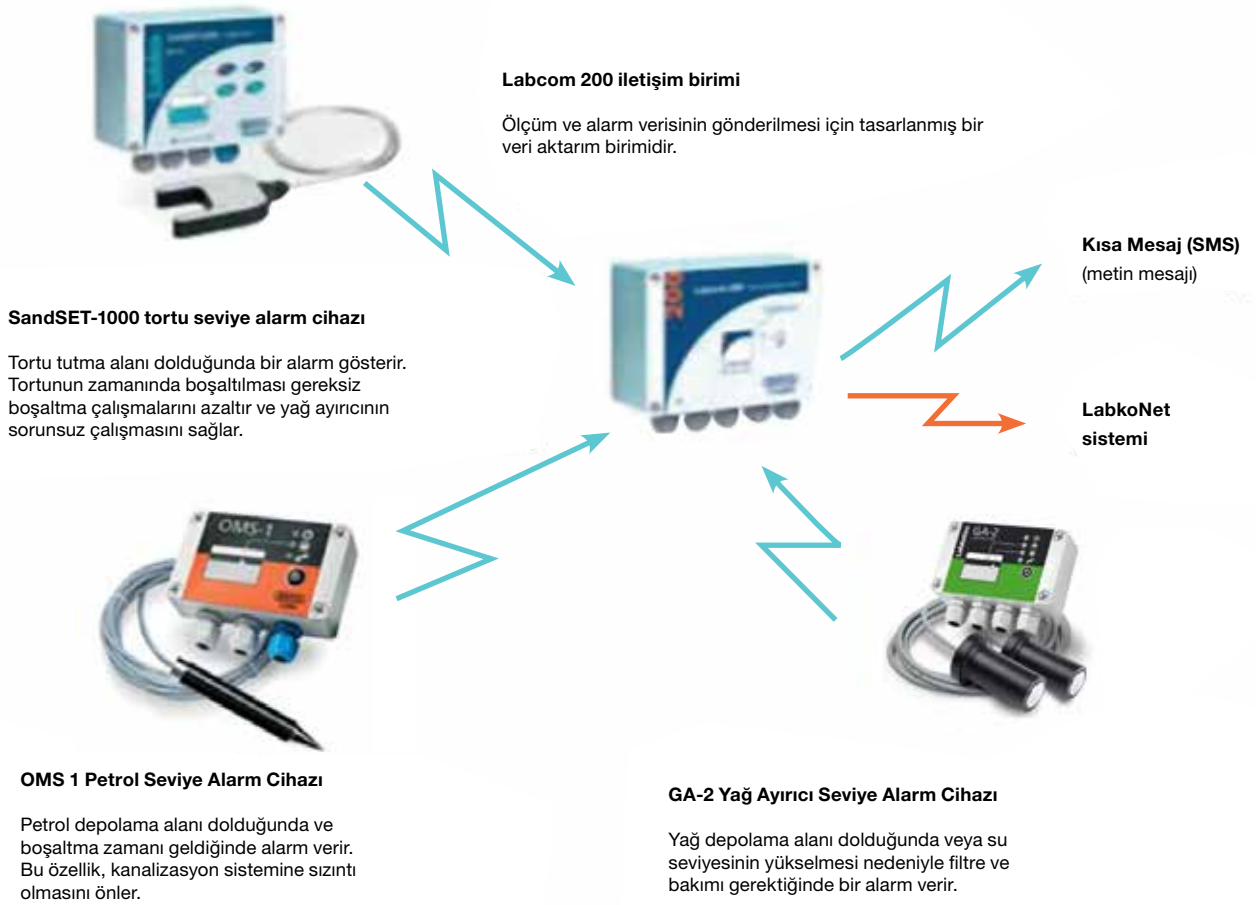 Labcom 200 iletişim birimi
Ölçüm ve alarm verisinin gönderilmesi için tasarlanmış bir
veri aktarım birimidir.
Kısa Mesaj (SMS)
(metin mesajı)
SandSET-1000 tortu seviye alarm cihazı
Tortu tutma alanı dolduğunda bir alarm gösterir.
Tortunun zamanında boşaltılması gereksiz
boşaltma çalışmalarını azaltır ve yağ ayırıcının
sorunsuz çalışmasını sağlar.
200
Labcom 200
LabkoNet
sistemi
OMS-1
GA-2
OMS 1 Petrol Seviye Alarm Cihazı
Petrol depolama alanı dolduğunda ve
boşaltma zamanı geldiğinde alarm verir.
Bu özellik, kanalizasyon sistemine sızıntı
olmasını önler.
GA-2 Yağ Ayırıcı Seviye Alarm Cihazı
Yağ depolama alanı dolduğunda veya su
seviyesinin yükselmesi nedeniyle filtre ve
bakımı gerektiğinde bir alarm verir.